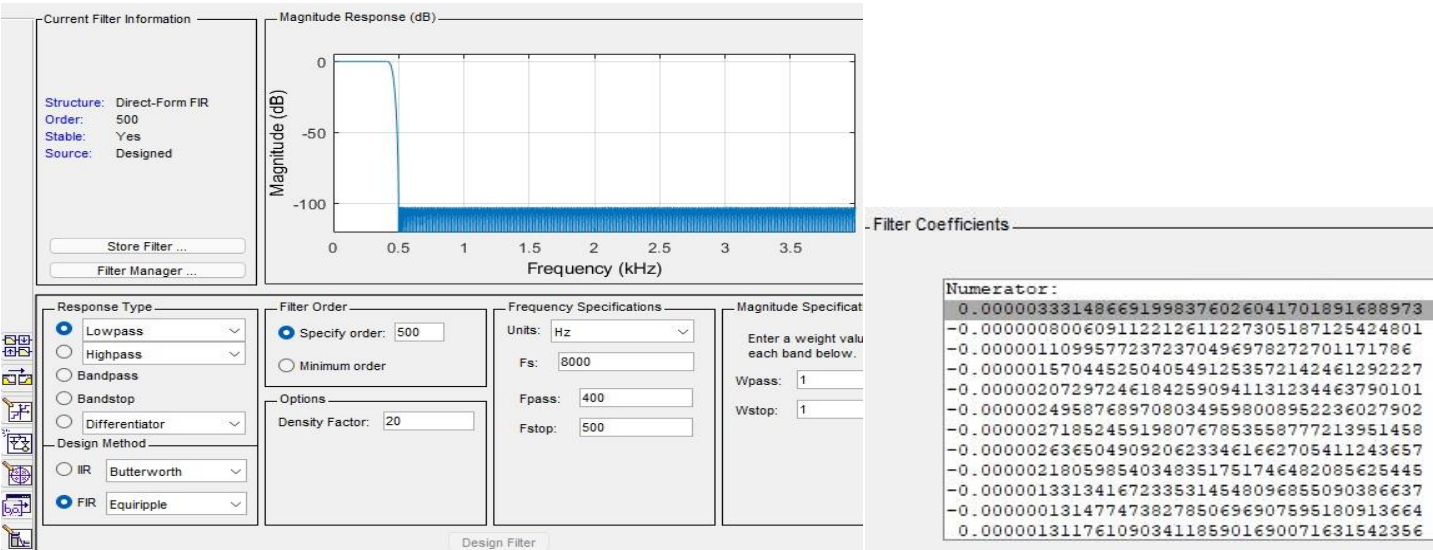 Current Filter Information
Structure: Direct-Form FIR
Order: 500
Stable: Yes
Source: Designed
Store Filter ...
Filter Manager ...
Magnitude Response (dB)
Magnitude (dB)
0
-50
-100
0 0.5 1 1.5 2 2.5 3 3.5
Frequency (kHz)
Response Type
Lowpass
Highpass
Bandpass
Bandstop
Differentiator
Design Method
IIR Butterworth
FIR Equiripple
Filter Order
Specify order: 500
Minimum order
Options
Density Factor: 20
Frequency Specifications
Units: Hz
Fs: 8000
Fpass: 400
Fstop: 500
Magnitude Specificat
Enter a weight valu
each band below.
Wpass: 1
Wstop: 1
Design Filter
Filter Coefficients
Numerator:
0.0000033314866919983760260417018916889​73
-0.00000080060911221261122730518712542480​1
-0.0000011099577237237049697827270117178​6
-0.0000015704452504054912535721424612922​27
-0.0000020729724618425909411312344637901​01
-0.0000024958768970803495980089522360279​02
-0.0000027185245919807678535587772139514​58
-0.0000026365049092062334616627054112436​57
-0.0000021805985403483517517464820856254​45
-0.0000013313416723353145480968550903866​37
-0.0000001314774738278506969075951809136​64
0.0000013117610903411859016900716315423​56